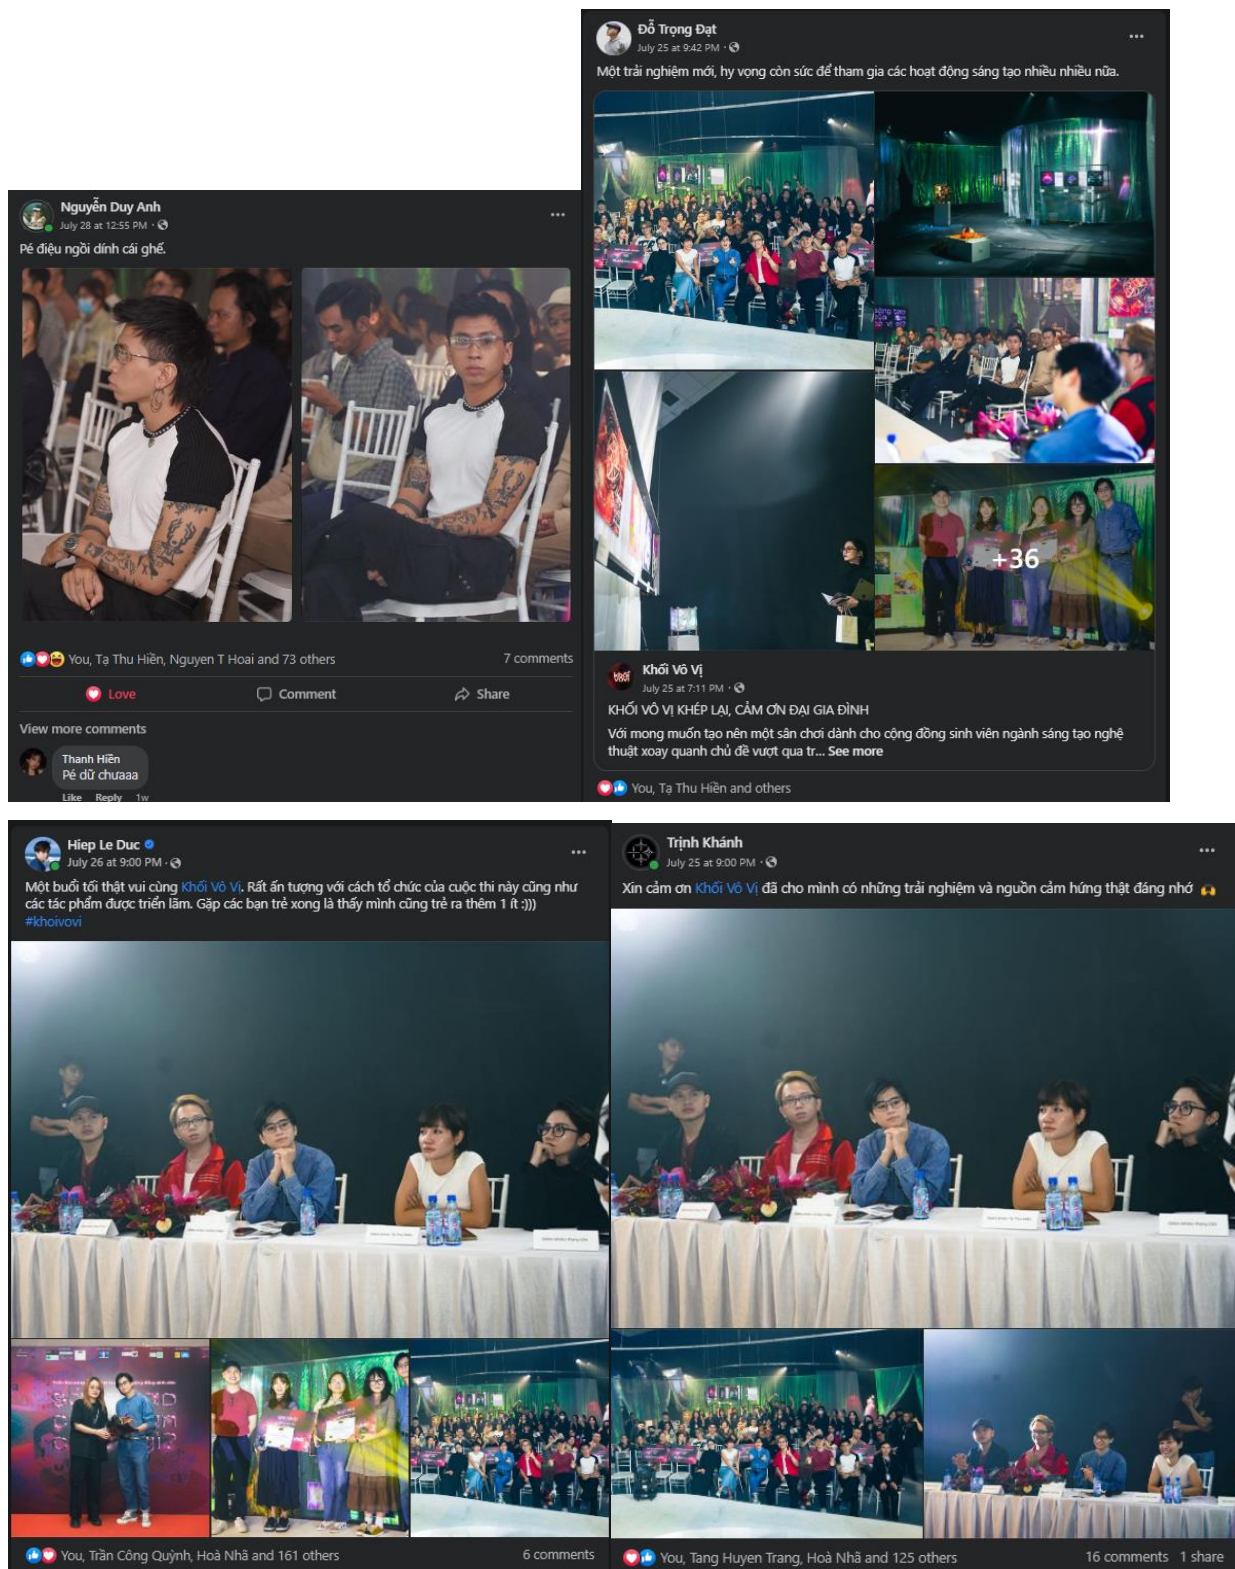 Nguyễn Duy Anh
July 28 at 12:55 PM
Pé điệu ngồi dính cái ghế.
You, Tạ Thu Hiền, Nguyen T Hoai and 73 others
7 comments
Love
Comment
Share
View more comments
Thanh Hiền
Pé dữ chưaaa
Like Reply 1w
Đỗ Trọng Đạt
July 25 at 9:42 PM
Một trải nghiệm mới, hy vọng còn sức để tham gia các hoạt động sáng tạo nhiều nhiều nữa.
+36
Khối Vô Vị
July 25 at 7:11 PM
KHỐI VÔ VỊ KHÉP LẠI, CẢM ƠN ĐẠI GIA ĐÌNH
Với mong muốn tạo nên một sân chơi dành cho cộng đồng sinh viên ngành sáng tạo nghệ
thuật xoay quanh chủ đề vượt qua tr... See more
You, Tạ Thu Hiền and others
Hiep Le Duc
July 26 at 9:00 PM
Một buổi tối thật vui cùng Khối Vô Vị. Rất ấn tượng với cách tổ chức của cuộc thi này cũng như
các tác phẩm được triển lãm. Gặp các bạn trẻ xong là thấy mình cũng trẻ ra thêm 1 ít :)))
#khoivovi
You, Trần Công Quỳnh, Hoà Nhã and 161 others
6 comments
Trịnh Khánh
July 25 at 9:00 PM
Xin cảm ơn Khối Vô Vị đã cho mình có những trải nghiệm và nguồn cảm hứng thật đáng nhớ
You, Tang Huyen Trang, Hoà Nhã and 125 others
16 comments 1 share